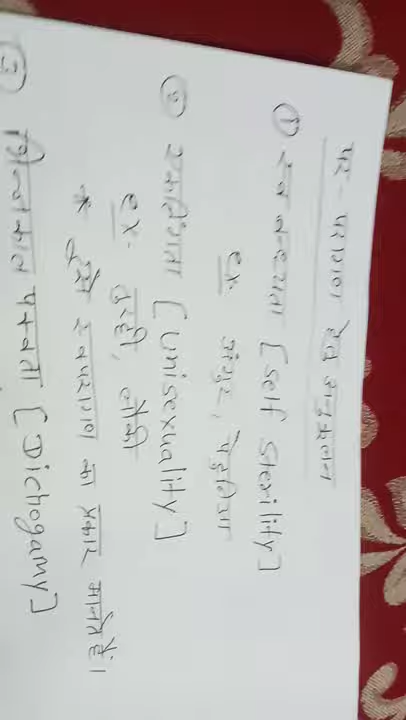 पर-परागण हेतु अनुकूलन
① स्व बन्ध्यता [self sterility]
ex. अंगूर, पेटुनिया
② एकलिंगता [unisexuality]
ex. तुरही, लौकी
* इसे स्वपरागण का प्रकार मानते हैं।
③ भिन्नकाल पक्वता [Dichogamy]